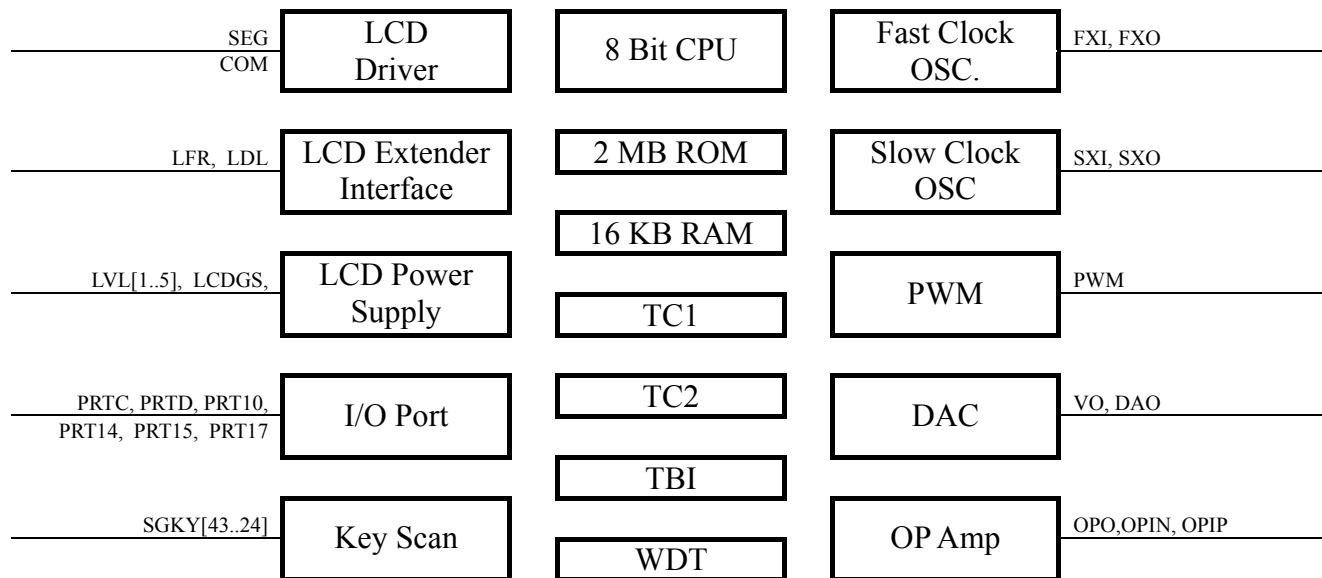 SEG
COM
LCD
Driver
8 Bit CPU
Fast Clock
OSC.
FXI, FXO
LFR, LDL
LCD Extender
Interface
2 MB ROM
Slow Clock
OSC
SXI, SXO
16 KB RAM
LVL[1..5], LCDGS,
LCD Power
Supply
TC1
PWM
PWM
PRTC, PRTD, PRT10,
PRT14, PRT15, PRT17
I/O Port
TC2
DAC
VO, DAO
TBI
SGKY[43..24]
Key Scan
WDT
OP Amp
OPO,OPIN, OPIP